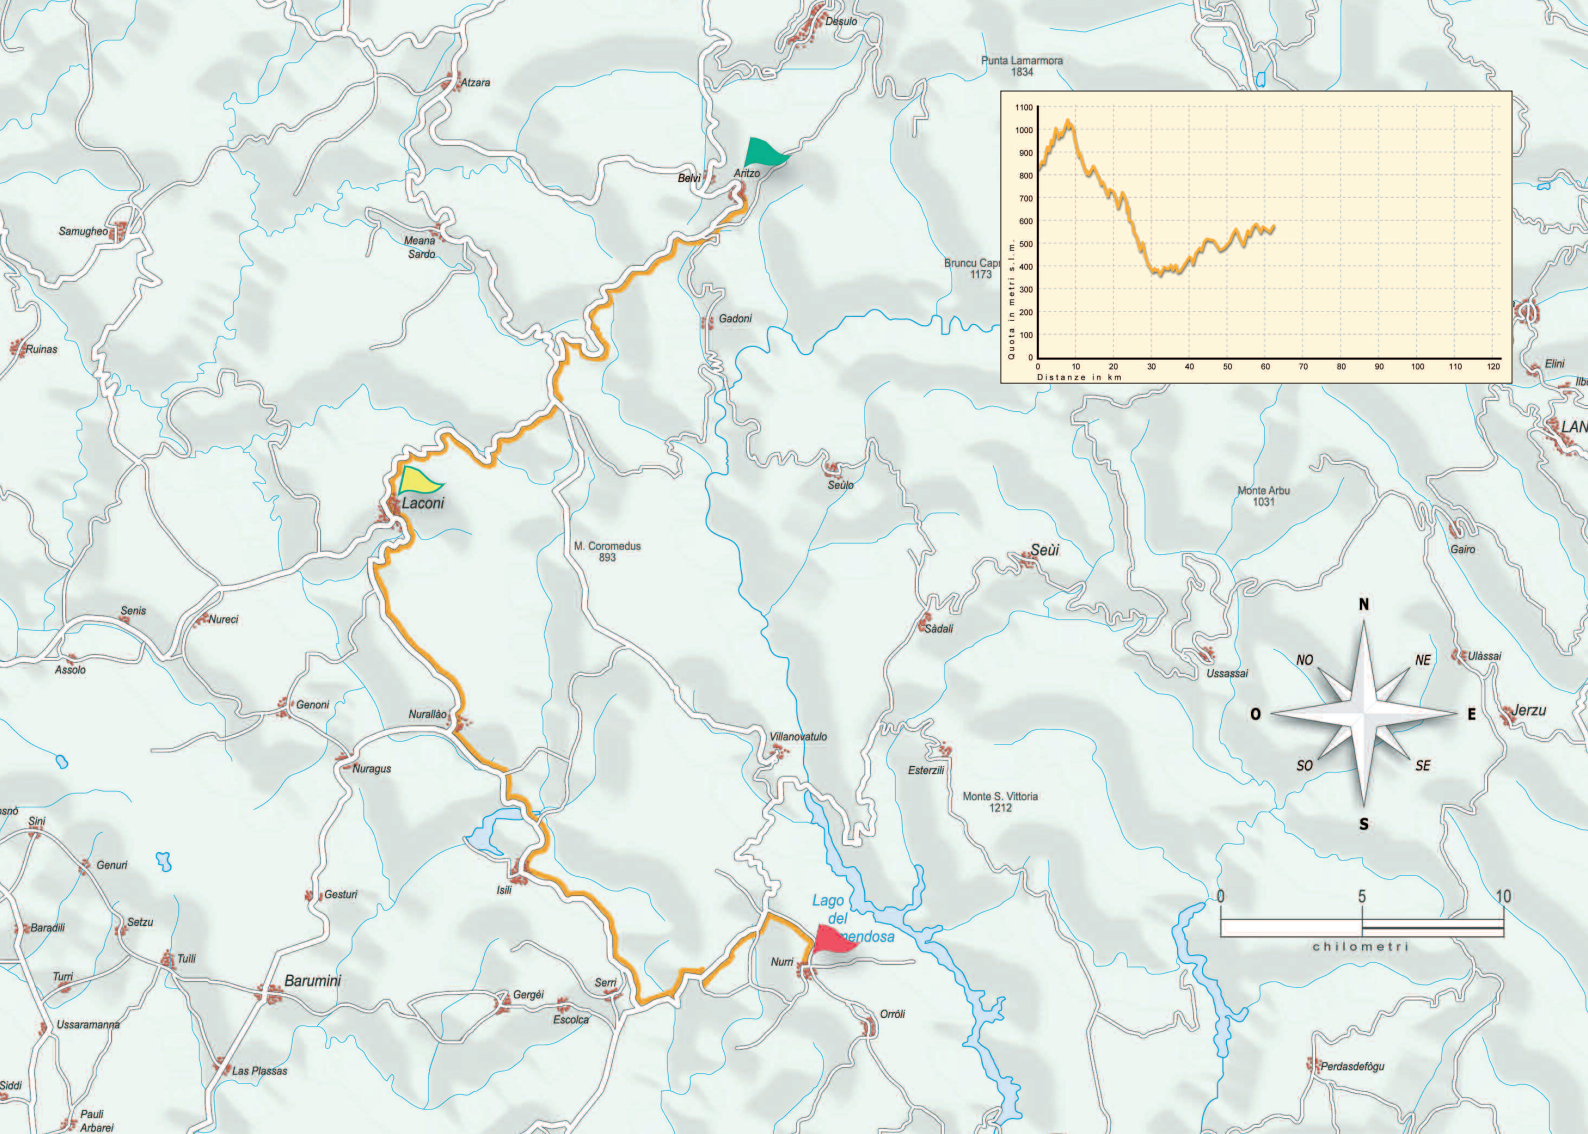 Desulo
Punta Lamarmora
1834
Atzara
Belvì
Aritzo
Samugheo
Meana
Sardo
Bruncu Cap
1173
Gadoni
Ruinas
1100
1000
900
800
700
600
500
400
300
200
100
0
Quota in metri s.l.m.
0 10 20 30 40 50 60 70 80 90 100 110 120
Distanze in km
Elini
Ilbo
LAN
Seùlo
Laconi
Monte Arbu
1031
M. Coromedus
893
Seùi
Gairo
Senis
Nureci
Assolo
Sàdali
Ussassai
Ulàssai
Jerzu
N
NO
NE
O
E
SO
SE
S
Genoni
Nurallào
Nuragus
Villanovatulo
Esterzili
Monte S. Vittoria
1212
Sini
Genuri
Gesturi
Isili
0 5 10
chilometri
Lago
del
mendosa
Baradili
Setzu
Tuili
Turri
Barumini
Nurri
Serri
Gergèi
Escolca
Orròli
Ussaramanna
Las Plassas
Siddi
Pauli
Arbarei
Perdasdefògu